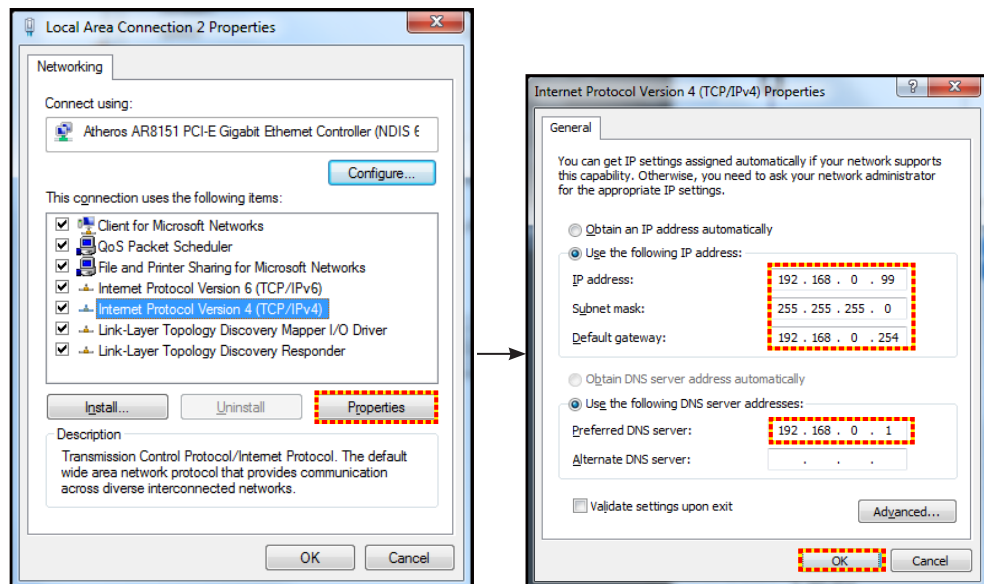 Local Area Connection 2 Properties
Networking
Connect using:
Atheros AR8151 PCI-E Gigabit Ethernet Controller (NDIS 6
Configure...
This connection uses the following items:
Client for Microsoft Networks
QoS Packet Scheduler
File and Printer Sharing for Microsoft Networks
Internet Protocol Version 6 (TCP/IPv6)
Internet Protocol Version 4 (TCP/IPv4)
Link-Layer Topology Discovery Mapper I/O Driver
Link-Layer Topology Discovery Responder
Install...
Uninstall
Properties
Description
Transmission Control Protocol/Internet Protocol. The default
wide area network protocol that provides communication
across diverse interconnected networks.
OK
Cancel
Internet Protocol Version 4 (TCP/IPv4) Properties
General
You can get IP settings assigned automatically if your network supports
this capability. Otherwise, you need to ask your network administrator
for the appropriate IP settings.
Obtain an IP address automatically
Use the following IP address:
IP address: 192 . 168 . 0 . 99
Subnet mask: 255 . 255 . 255 . 0
Default gateway: 192 . 168 . 0 . 254
Obtain DNS server address automatically
Use the following DNS server addresses:
Preferred DNS server: 192 . 168 . 0 . 1
Alternate DNS server: . . .
Validate settings upon exit
Advanced...
OK
Cancel